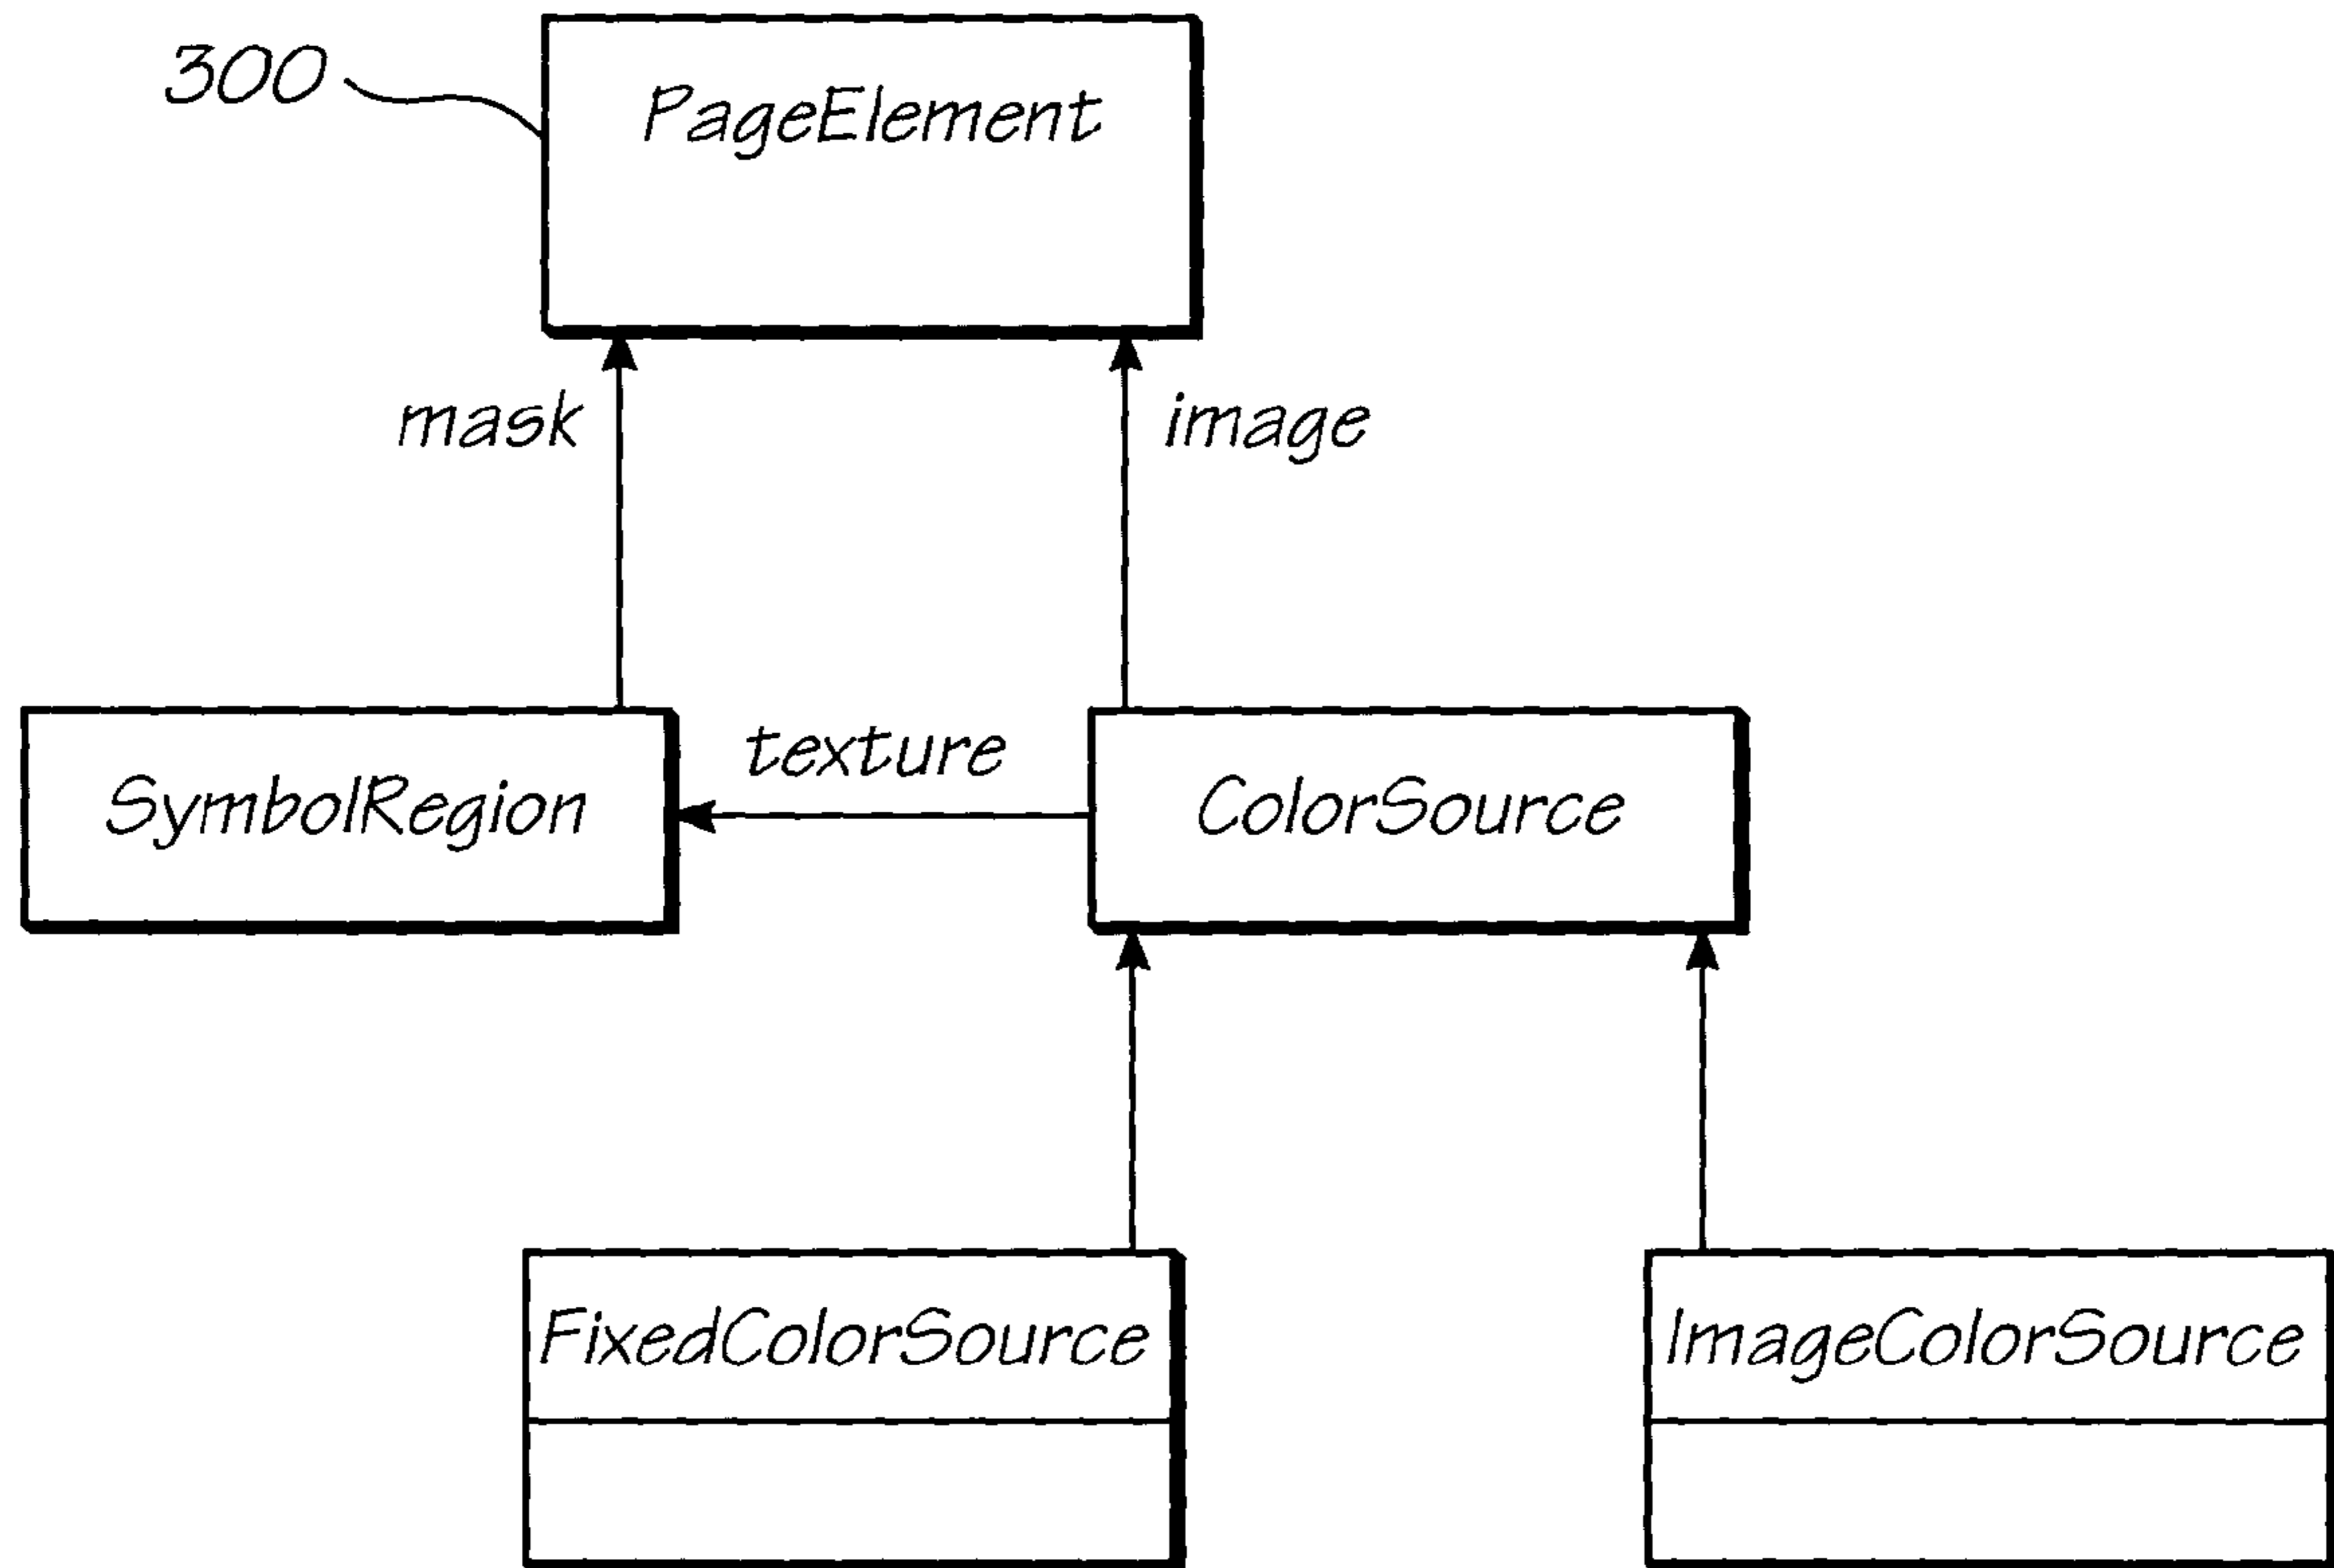 300
PageElement
mask
image
SymbolRegion
texture
ColorSource
FixedColorSource
ImageColorSource